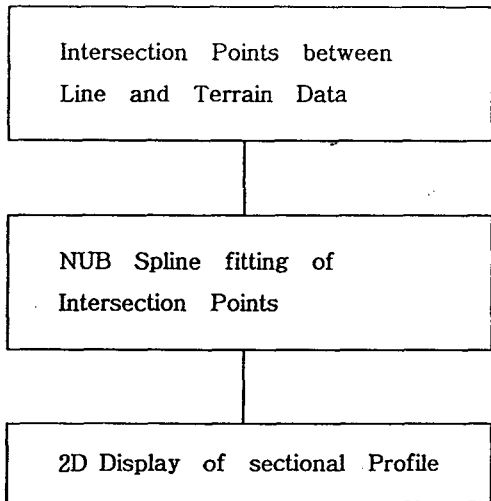 Intersection Points between
Line and Terrain Data
NUB Spline fitting of
Intersection Points
2D Display of sectional Profile